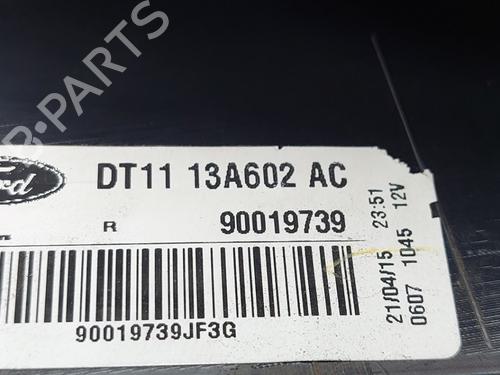 B-PARTS
Ford
DT11 13A602 AC
R 90019739
90019739JF3G
21/04/15 23:51
0607 1045 12V